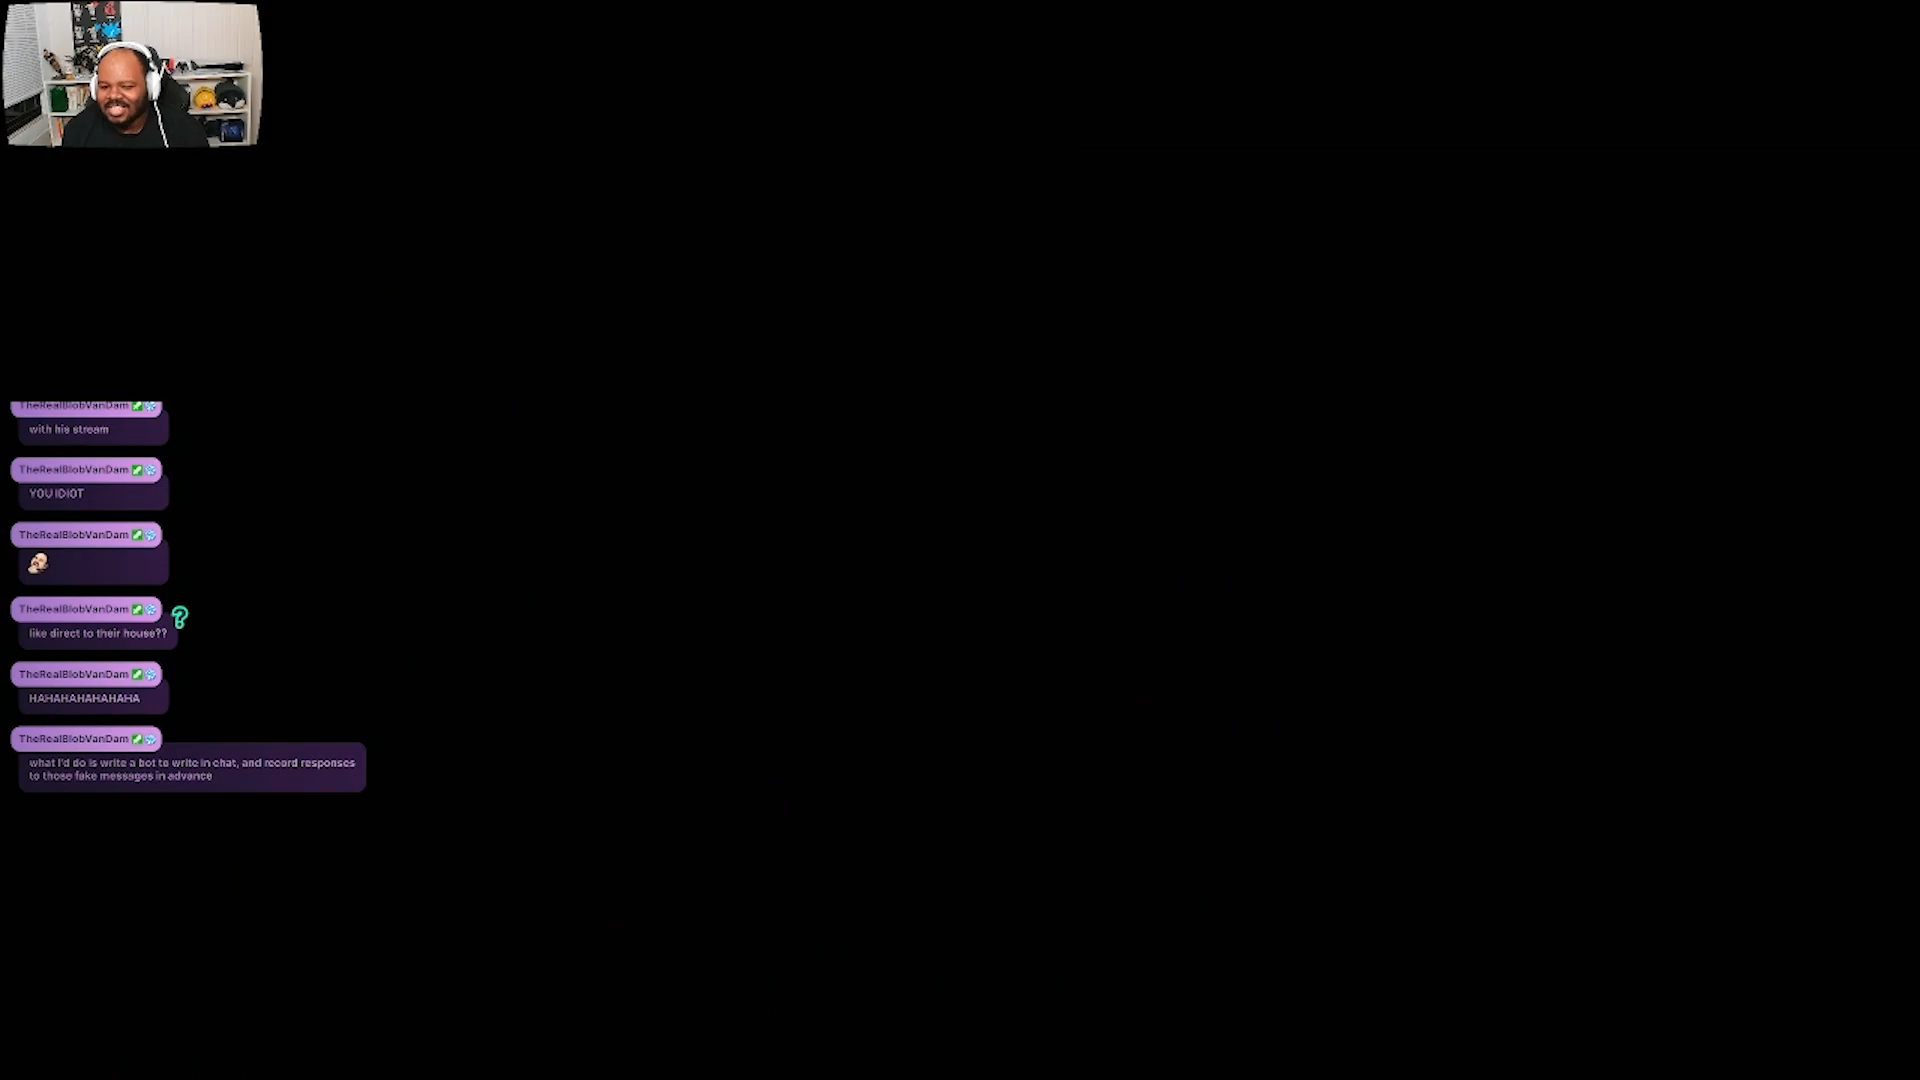 TheRealBlobVanDam
with his stream
TheRealBlobVanDam
YOU IDIOT
TheRealBlobVanDam
TheRealBlobVanDam
like direct to their house??
TheRealBlobVanDam
HAHAHAHAHAHAHA
TheRealBlobVanDam
what I'd do is write a bot to write in chat, and record responses
to those fake messages in advance